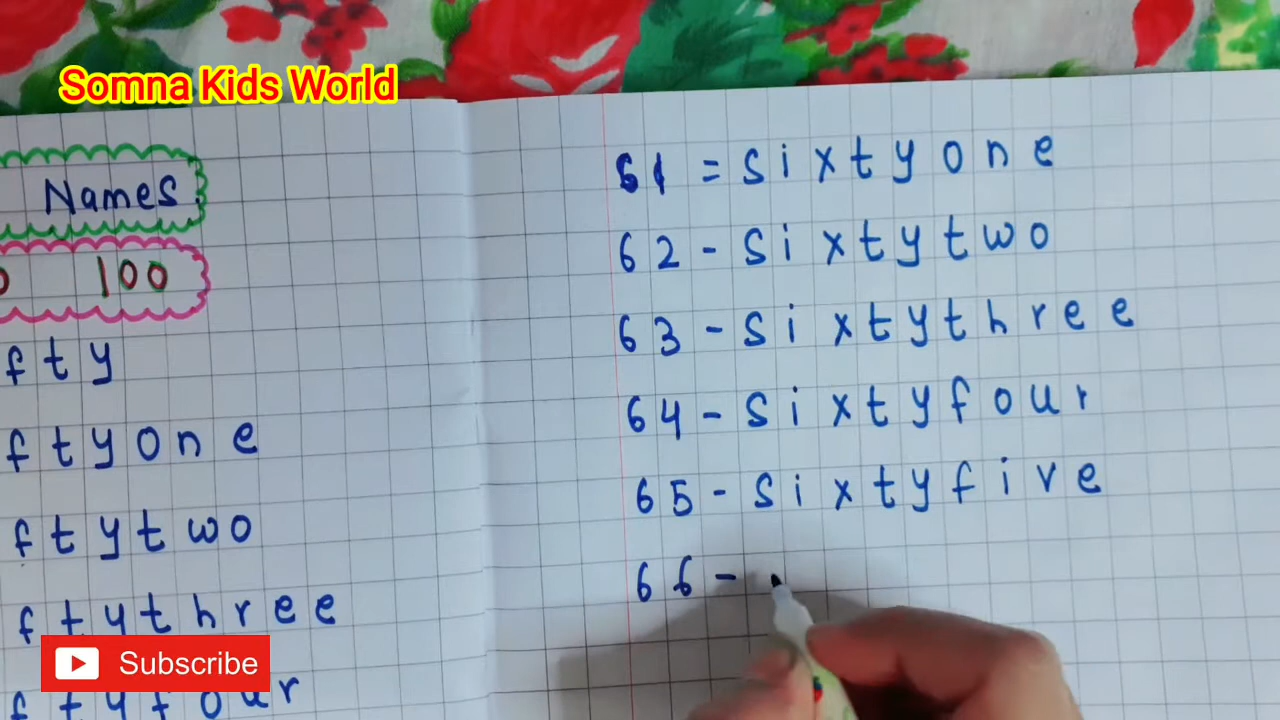 Somna Kids World
Names
100
fty
ftyone
ftytwo
ftythree
ftyfour
61 = sixtyone
62 - sixtytwo
63 - sixtythree
64 - sixtyfour
65 - sixtyfive
66 -
Subscribe